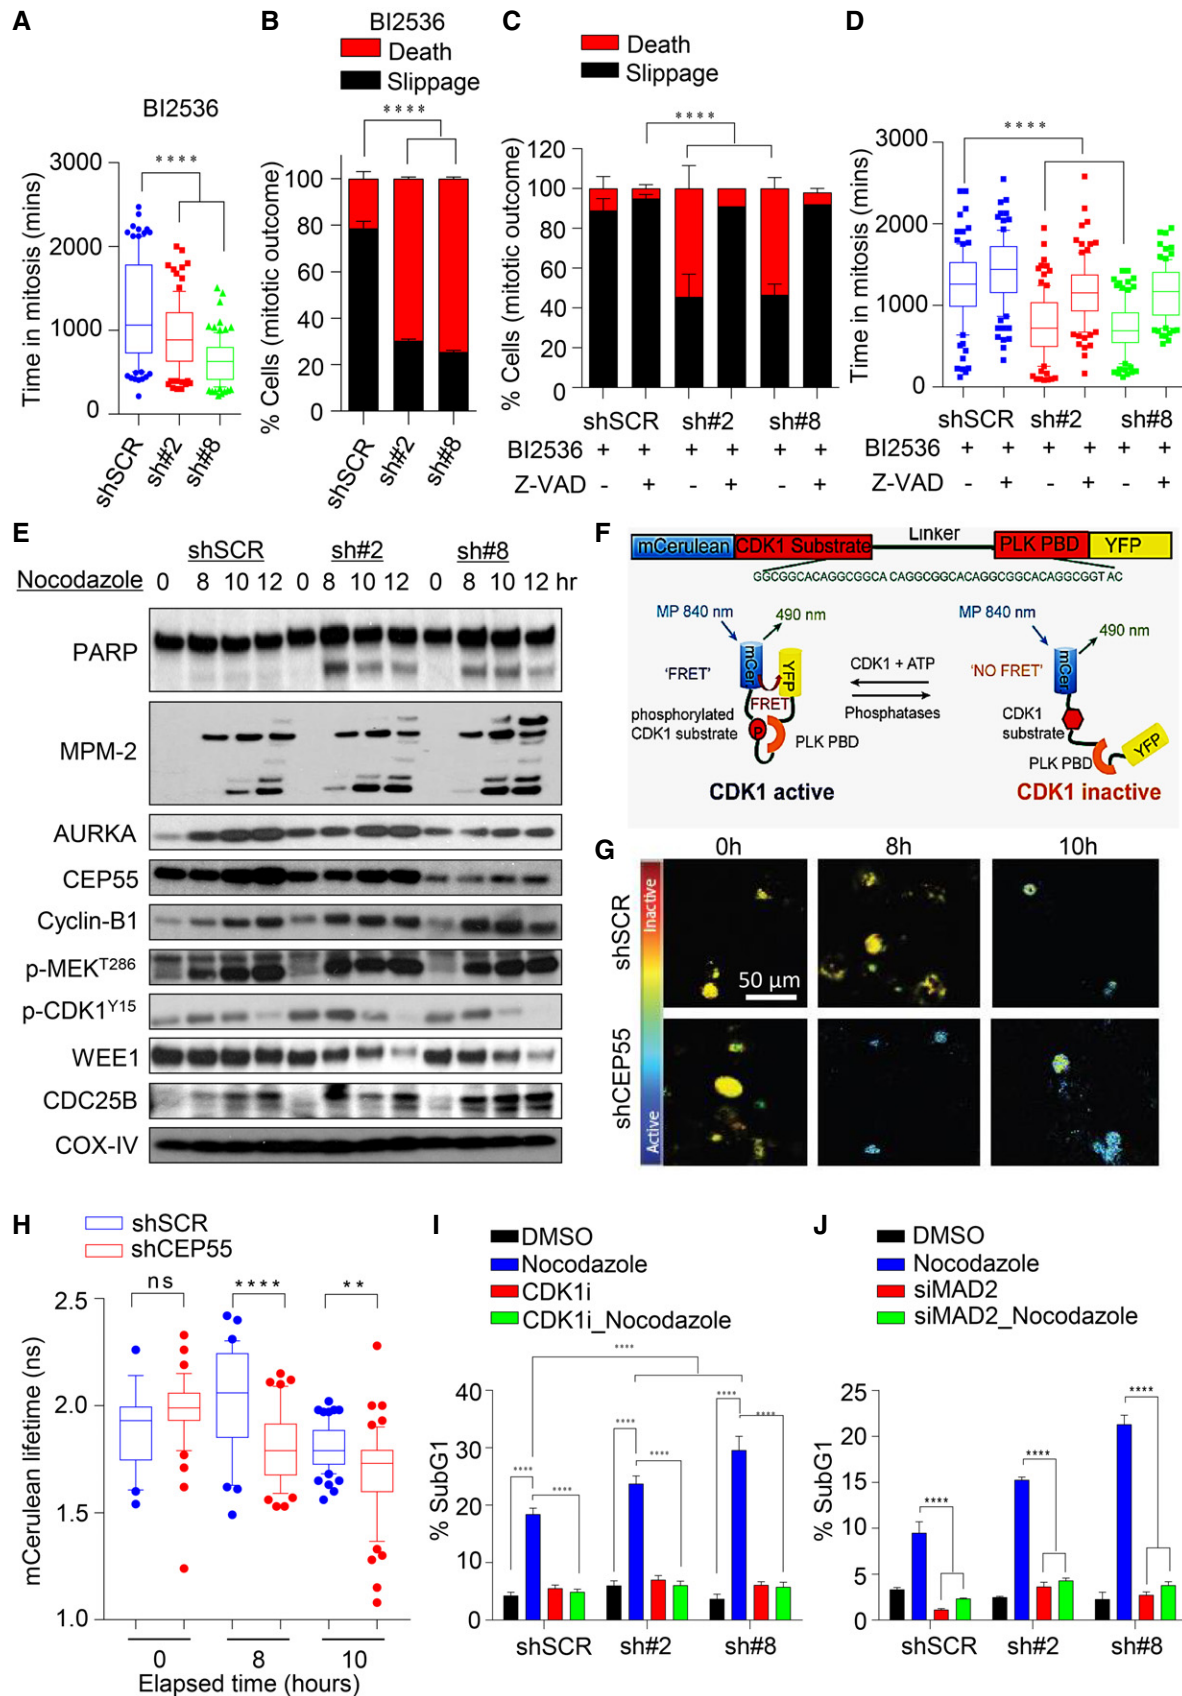 A
BI2536
****
Time in mitosis (mins)
3000
2000
1000
0
shSCR
sh#2
sh#8
B
BI2536
Death
Slippage
****
% Cells (mitotic outcome)
100
80
60
40
20
0
shSCR
sh#2
sh#8
C
Death
Slippage
****
% Cells (mitotic outcome)
120
100
80
60
40
20
0
shSCR sh#2 sh#8
BI2536 + + + + + +
Z-VAD - + - + - +
D
****
Time in mitosis (mins)
3000
2000
1000
0
shSCR sh#2 sh#8
BI2536 + + + + + +
Z-VAD - + - + - +
E
shSCR sh#2 sh#8
Nocodazole 0 8 10 12 0 8 10 12 0 8 10 12 hr
PARP
MPM-2
AURKA
CEP55
Cyclin-B1
p-MEKT286
p-CDK1Y15
WEE1
CDC25B
COX-IV
F
Linker
mCerulean CDK1 Substrate PLK PBD YFP
GGCGGCACAGGCGGCA CAGGCGGCACAGGCGGCACAGGCGGTAC
MP 840 nm 490 nm
'FRET'
mCer
YFP
FRET
phosphorylated
CDK1 substrate
P
PLK PBD
CDK1 active
CDK1 + ATP
Phosphatases
MP 840 nm 490 nm
'NO FRET'
mCer
CDK1
substrate
PLK PBD
YFP
CDK1 inactive
G
0h 8h 10h
Inactive
Active
shSCR
shCEP55
50 µm
H
shSCR
shCEP55
ns **** **
mCerulean lifetime (ns)
2.5
2.0
1.5
1.0
0 8 10
Elapsed time (hours)
I
DMSO
Nocodazole
CDK1i
CDK1i_Nocodazole
****
**** ****
**** ****
**** ****
% SubG1
40
30
20
10
0
shSCR sh#2 sh#8
J
DMSO
Nocodazole
siMAD2
siMAD2_Nocodazole
****
****
****
% SubG1
25
20
15
10
5
0
shSCR sh#2 sh#8